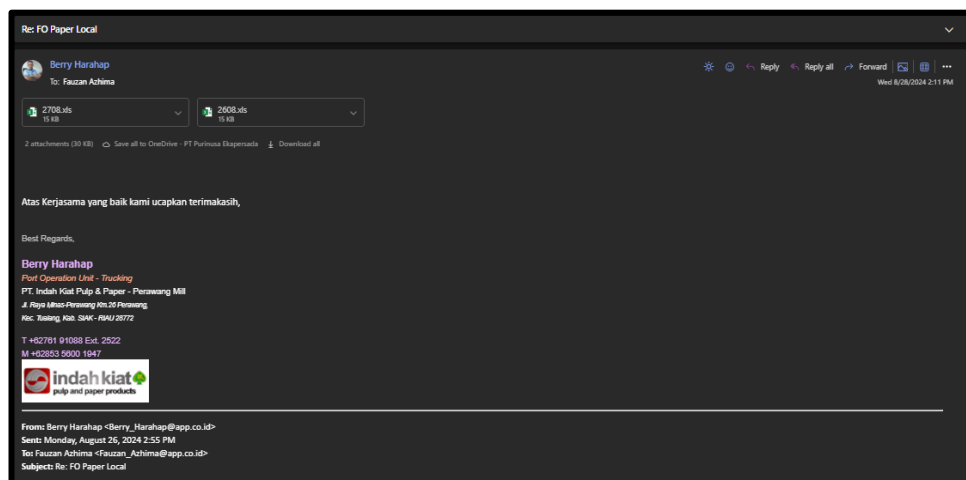 Re: FO Paper Local
Berry Harahap
To: Fauzan Azhima
Reply
Reply all
Forward
Wed 8/28/2024 2:11 PM
2708.xls
15 KB
2608.xls
15 KB
2 attachments (30 KB) Save all to OneDrive - PT Purinusa Ekapersada Download all
Atas Kerjasama yang baik kami ucapkan terimakasih,
Best Regards,
Berry Harahap
Port Operation Unit - Trucking
PT. Indah Kiat Pulp & Paper - Perawang Mill
Jl. Raya Minas-Perawang Km.26 Perawang,
Kec. Tualang, Kab. SIAK - RIAU 28772
T +62761 91088 Ext. 2522
M +62853 5600 1947
indah kiat
pulp and paper products
From: Berry Harahap <Berry_Harahap@app.co.id>
Sent: Monday, August 26, 2024 2:55 PM
To: Fauzan Azhima <Fauzan_Azhima@app.co.id>
Subject: Re: FO Paper Local